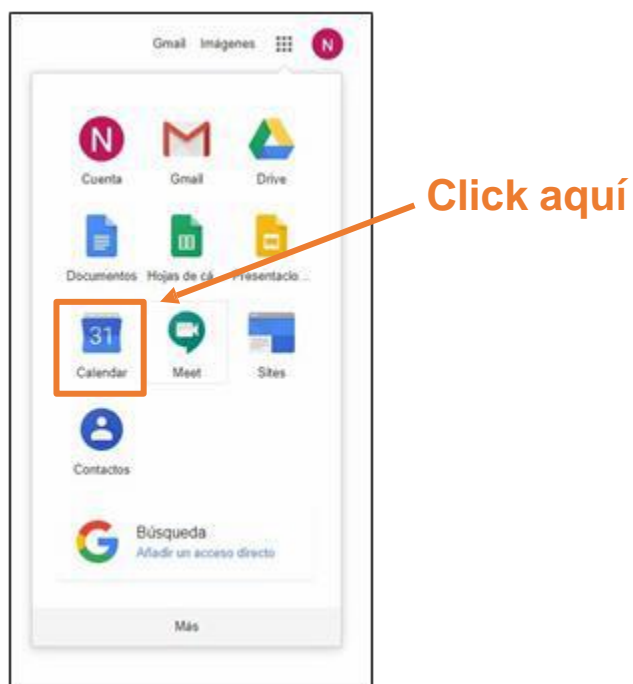 Gmail Imágenes N
N
Cuenta Gmail Drive
Click aquí
Documentos Hojas de cá... Presentacio...
31
Calendar Meet Sites
Contactos
G Búsqueda
Añadir un acceso directo
Más